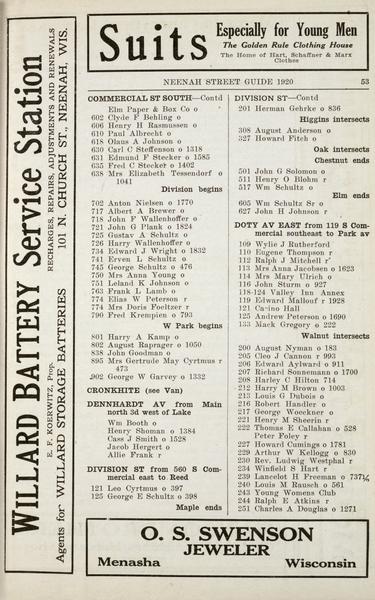 Suits
Especially for Young Men
The Golden Rule Clothing House
The Home of Hart, Schaffner & Marx
Clothes
NEENAH STREET GUIDE 1920 53
COMMERCIAL ST SOUTH—Contd
Elm Paper & Box Co o
602 Clyde F Behling o
606 Henry H Rasmussen o
610 Paul Albrecht o
618 Olaus A Johnson o
630 Carl C Steffenson o 1318
631 Edmund F Stecker o 1585
635 Fred C Stecker o 1402
638 Mrs Elizabeth Tessendorf o
1041
Division begins
702 Anton Nielsen o 1770
717 Albert A Brewer o
718 John F Wallenhoffer o
721 John G Plank o 1824
725 Gustav A Schultz o
726 Harry Wallenhoffer o
734 Edward J Wright o 1832
741 Erven L Schultz o
745 George Schultz o 476
750 Mrs Anna Young o
751 Leland K Johnson o
763 Frank L Lamb o
774 Elias W Peterson r
774 Mrs Doris Foeltzer r
790 Fred Krempien o 793
W Park begins
801 Harry A Kamp o
802 August Raprager o 1050
838 John Goodman o
895 Mrs Gertrude May Cyrtmus r
473
902 George W Garvey o 1332
CRONKHITE (see Van)
DENNHARDT AV from Main
north 3d west of Lake
Wm Booth o
Henry Shoman o 1384
Cass J Smith o 1528
Jacob Hergert o
Allie Frank r
DIVISION ST from 560 S Com-
mercial east to Reed
121 Leo Cyrtmus o 397
125 George E Schultz o 398
Maple ends
DIVISION ST—Contd
201 Herman Gehrke o 836
Higgins intersects
308 August Anderson o
327 Howard Fitch o
Oak intersects
Chestnut ends
501 John G Solomon o
511 Henry O Blohm r
517 Wm Schultz o
Elm ends
605 Wm Schultz Sr o
627 John H Johnson r
DOTY AV EAST from 119 S Com-
mercial southeast to Park av
109 Wylie J Rutherford
110 Eugene Thompson r
112 Ralph J Mitchell r
113 Mrs Anna Jacobsen o 1623
114 Mrs Mary Ulrich o
116 John Sturm o 927
118-124 Valley Inn Annex
119 Edward Mallouf r 1928
121 Casino Hall
125 Andrew Peterson o 1690
133 Mack Gregory o 222
Walnut intersects
200 August Nyman o 183
205 Cleo J Cannon r 993
206 Edward Aylward o 911
207 Richard Sonnemann o 1700
208 Harley C Hilton 714
212 Harry M Brown o 1003
213 Louis G Dubois o
216 Robert Handler o
217 George Woeckner o
221 Henry M Sheerin r
222 Thomas E Callahan o 528
Peter Foley r
227 Howard Cumings o 1781
229 Arthur W Kellogg o 830
230 Rev. Ludwig Westphal r
234 Winfield S Hart r
239 Lancelot H Freeman o 737½
240 Louis M Rausch o 561
243 Young Womens Club
244 Ralph E Atkins r
251 Charles A Douglas o 1271
WILLARD BATTERY Service Station
RECHARGES, REPAIRS, ADJUSTMENTS AND RENEWALS
E. F. KOERWITZ, Prop.
101 N. CHURCH ST., NEENAH, WIS.
Agents for WILLARD STORAGE BATTERIES
O. S. SWENSON
JEWELER
Menasha Wisconsin